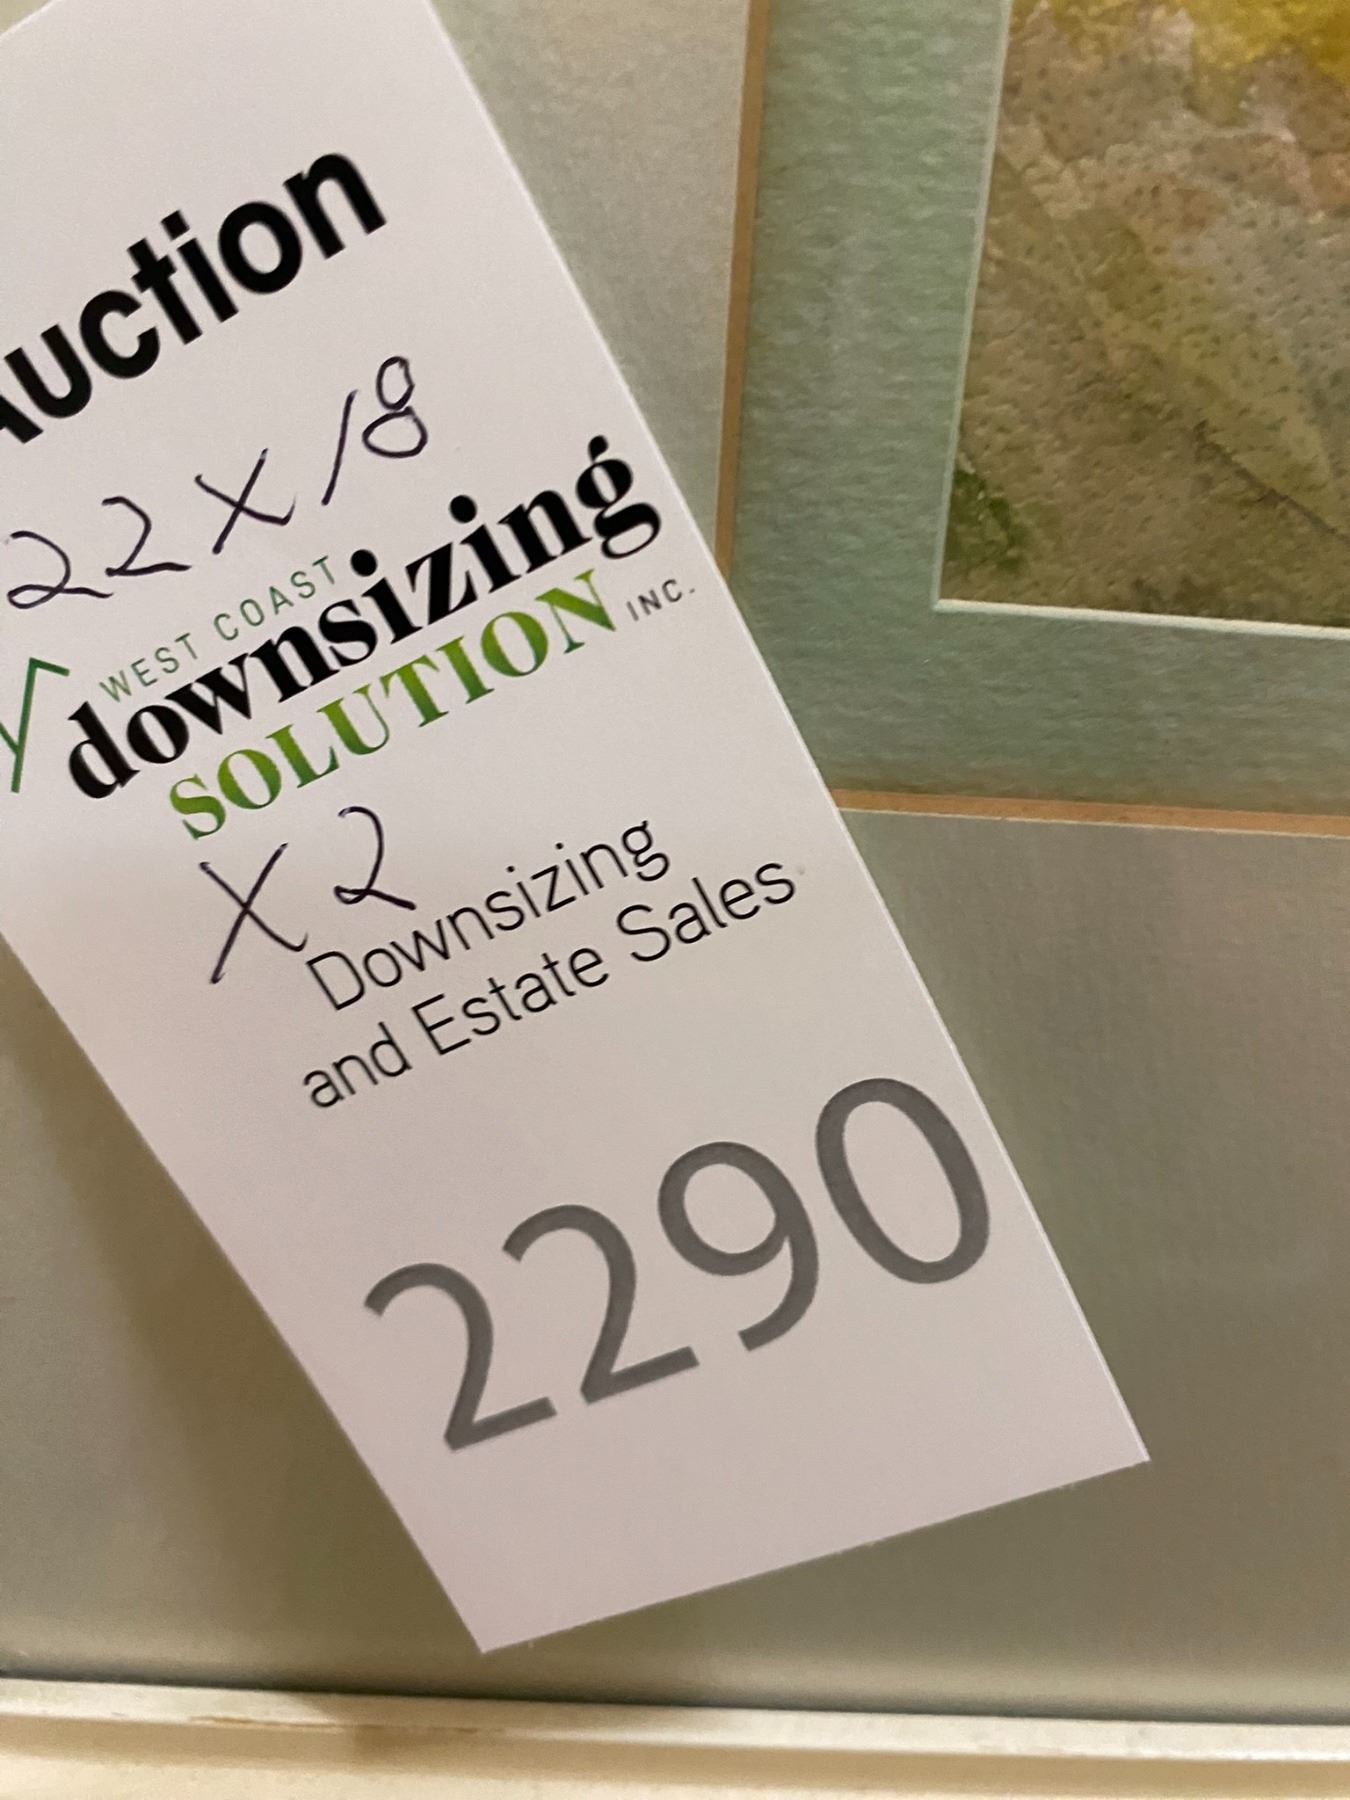 Auction
22 x 18
WEST COAST
downsizing
SOLUTION INC.
x 2
Downsizing
and Estate Sales
2290